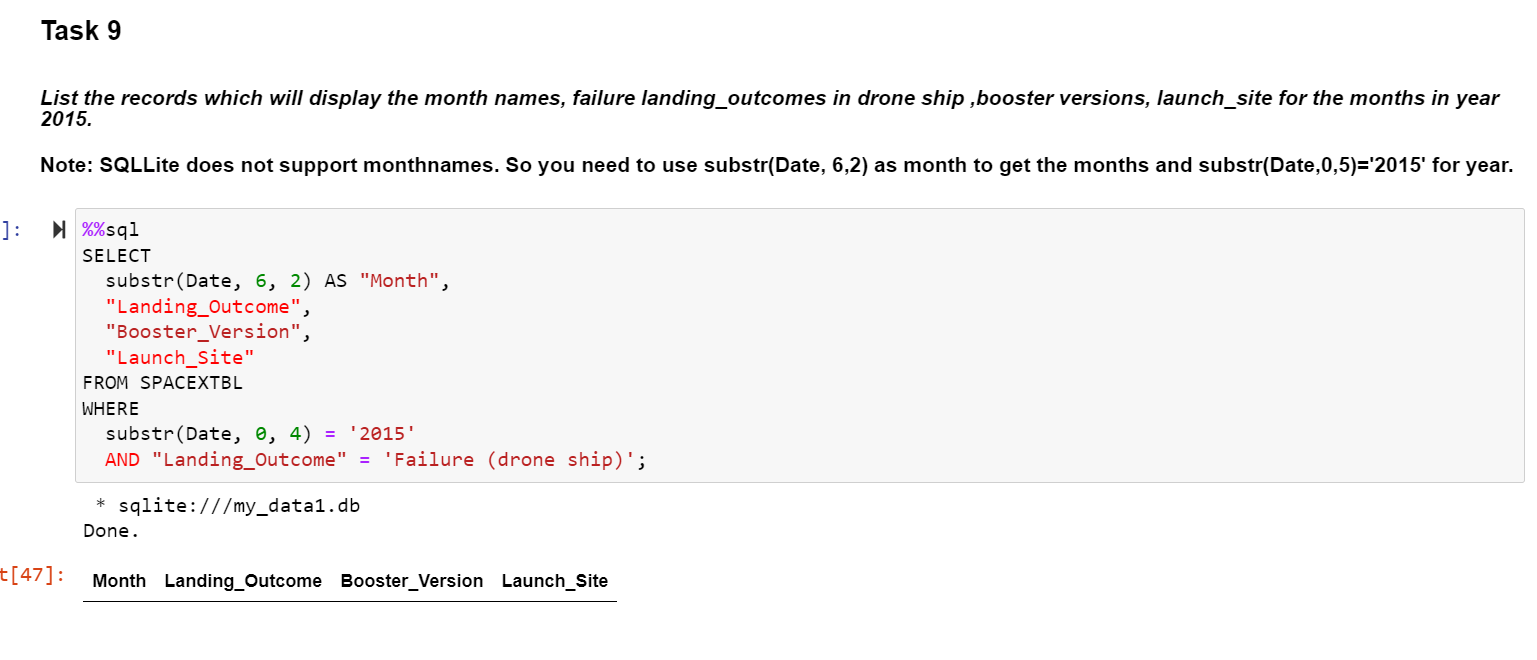 Task 9
List the records which will display the month names, failure landing_outcomes in drone ship ,booster versions, launch_site for the months in year
2015.
Note: SQLLite does not support monthnames. So you need to use substr(Date, 6,2) as month to get the months and substr(Date,0,5)='2015' for year.
]: %%sql
SELECT
substr(Date, 6, 2) AS "Month",
"Landing_Outcome",
"Booster_Version",
"Launch_Site"
FROM SPACEXTBL
WHERE
substr(Date, 0, 4) = '2015'
AND "Landing_Outcome" = 'Failure (drone ship)';
* sqlite:///my_data1.db
Done.
t[47]: Month Landing_Outcome Booster_Version Launch_Site